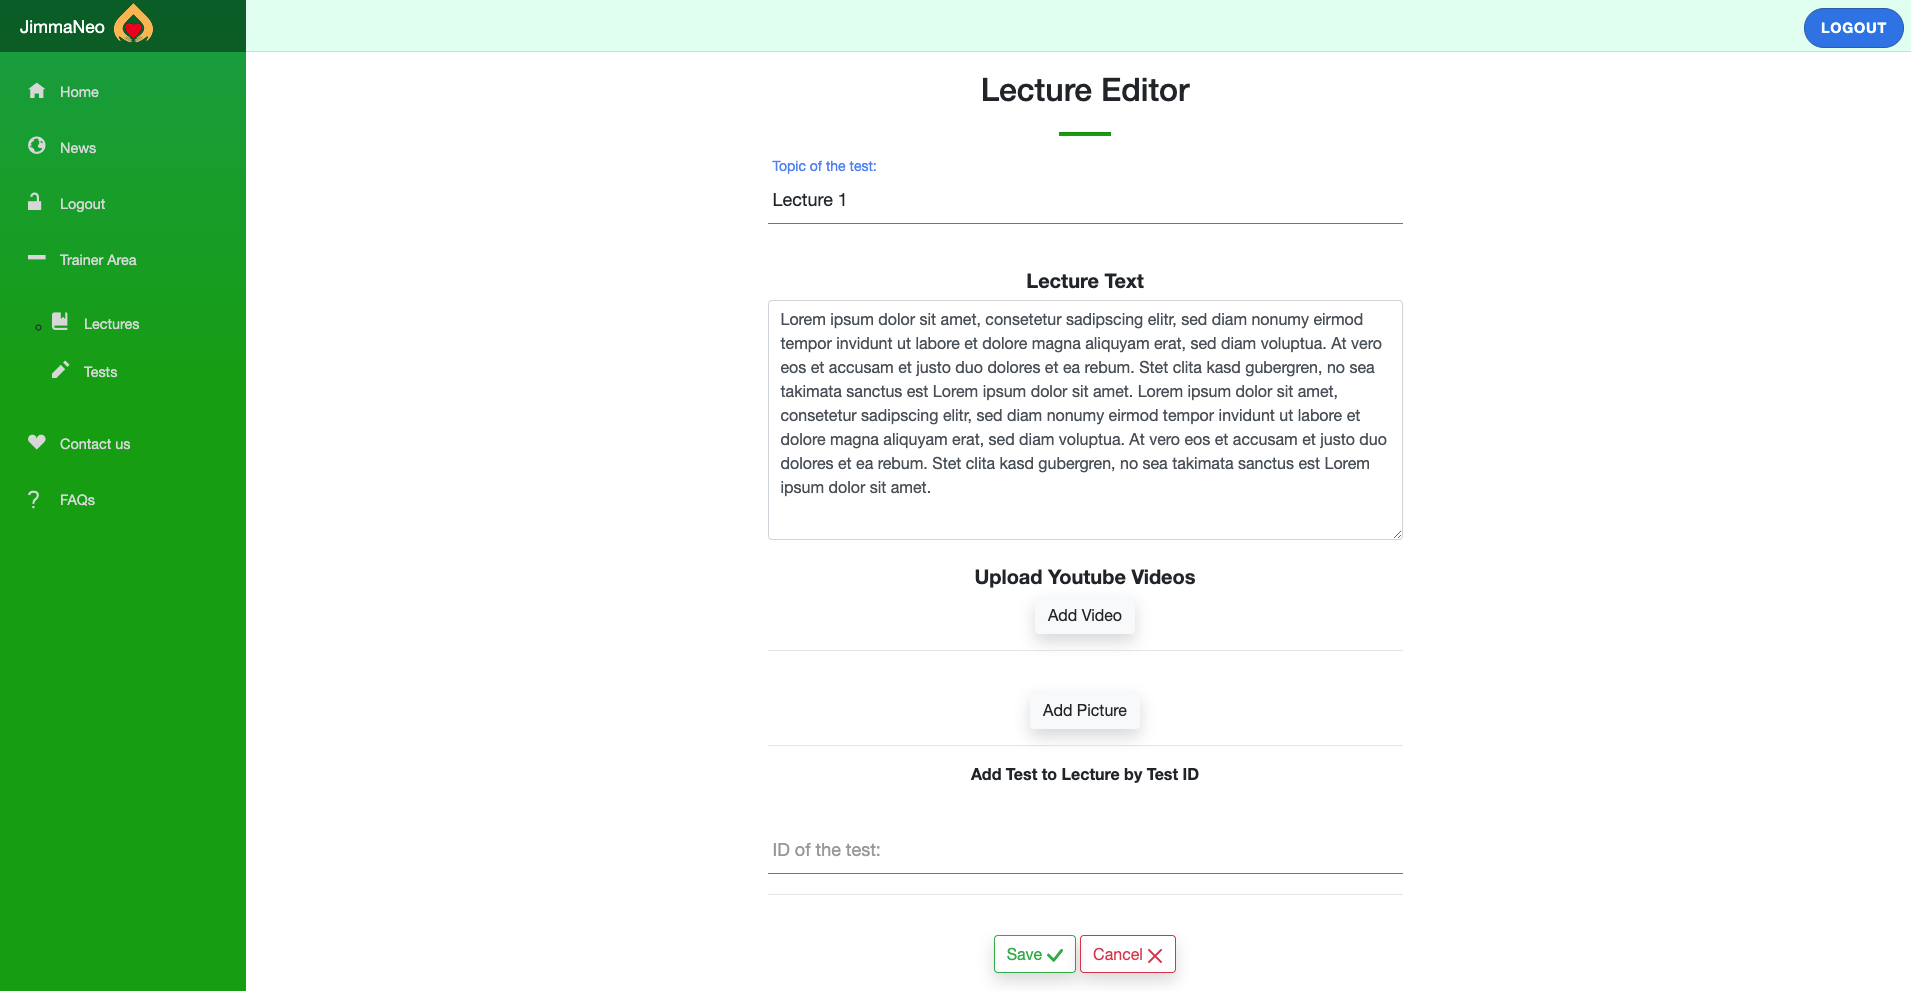 JimmaNeo
LOGOUT
Home
News
Logout
Trainer Area
Lectures
Tests
Contact us
FAQs
Lecture Editor
Topic of the test:
Lecture 1
Lecture Text
Lorem ipsum dolor sit amet, consetetur sadipscing elitr, sed diam nonumy eirmod
tempor invidunt ut labore et dolore magna aliquyam erat, sed diam voluptua. At vero
eos et accusam et justo duo dolores et ea rebum. Stet clita kasd gubergren, no sea
takimata sanctus est Lorem ipsum dolor sit amet. Lorem ipsum dolor sit amet,
consetetur sadipscing elitr, sed diam nonumy eirmod tempor invidunt ut labore et
dolore magna aliquyam erat, sed diam voluptua. At vero eos et accusam et justo duo
dolores et ea rebum. Stet clita kasd gubergren, no sea takimata sanctus est Lorem
ipsum dolor sit amet.
Upload Youtube Videos
Add Video
Add Picture
Add Test to Lecture by Test ID
ID of the test:
Save
Cancel